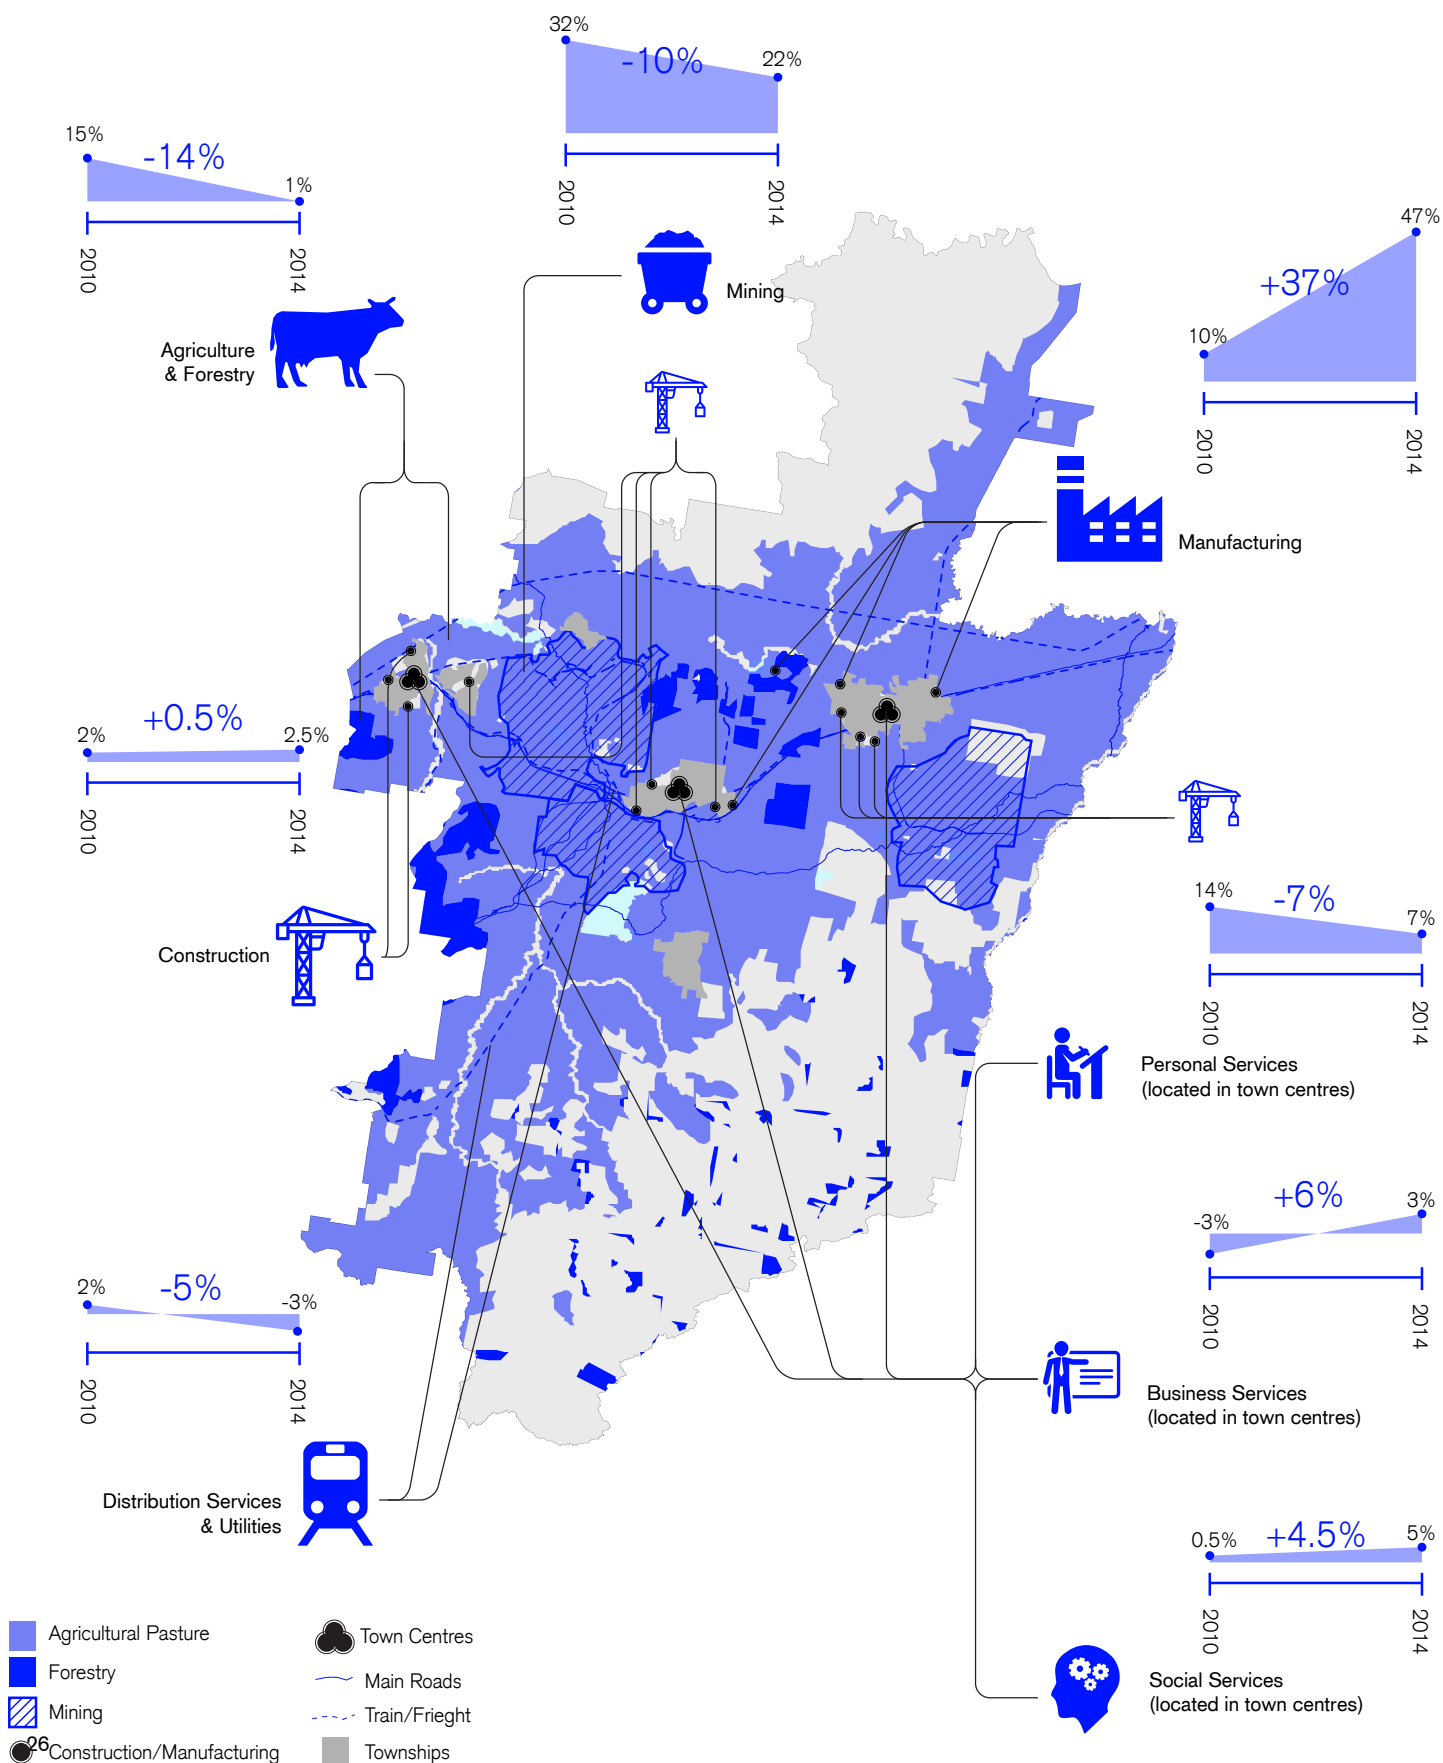 32%
-10%
22%
2010
2014
15%
-14%
1%
2010
2014
47%
+37%
10%
2010
2014
Mining
Agriculture
& Forestry
Manufacturing
2%
+0.5%
2.5%
2010
2014
14%
-7%
7%
2010
2014
Construction
Personal Services
(located in town centres)
-3%
+6%
3%
2010
2014
2%
-5%
-3%
2010
2014
Business Services
(located in town centres)
Distribution Services
& Utilities
0.5%
+4.5%
5%
2010
2014
Social Services
(located in town centres)
Agricultural Pasture
Forestry
Mining
Construction/Manufacturing
Town Centres
Main Roads
Train/Frieght
Townships
26